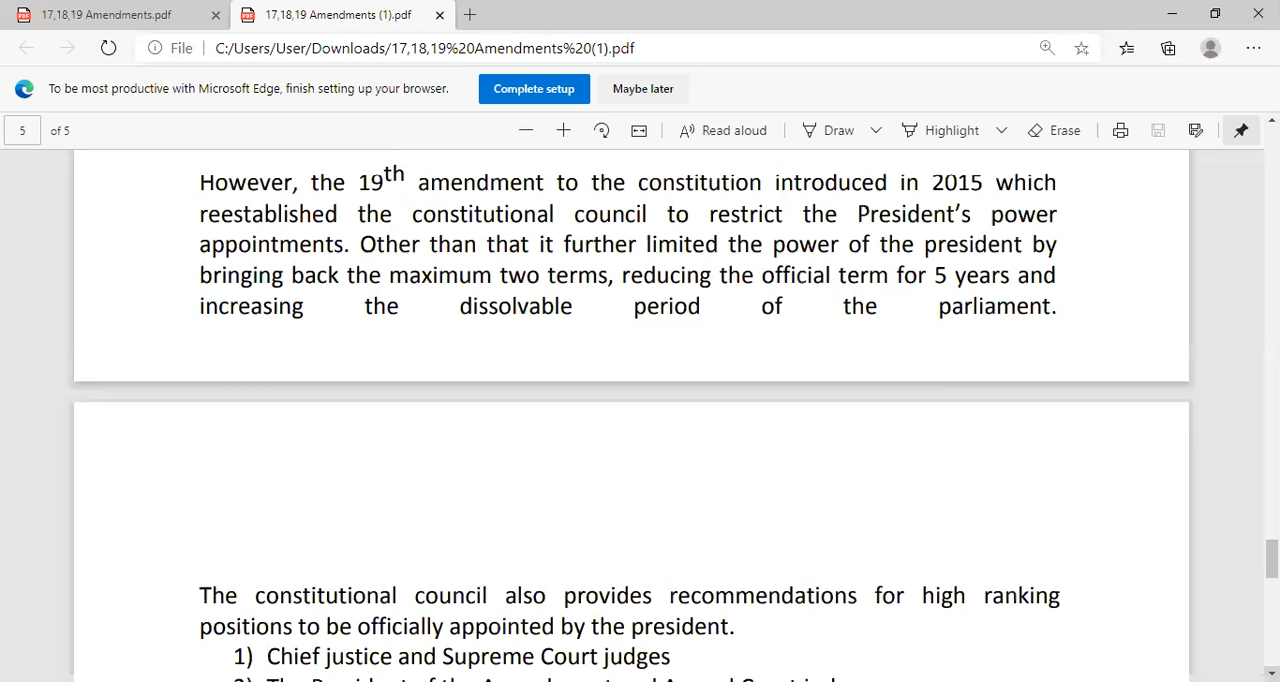 17,18,19 Amendments.pdf
17,18,19 Amendments (1).pdf
File
C:/Users/User/Downloads/17,18,19%20Amendments%20(1).pdf
To be most productive with Microsoft Edge, finish setting up your browser.
Complete setup
Maybe later
5 of 5
Read aloud
Draw
Highlight
Erase
However, the 19th amendment to the constitution introduced in 2015 which
reestablished the constitutional council to restrict the President's power
appointments. Other than that it further limited the power of the president by
bringing back the maximum two terms, reducing the official term for 5 years and
increasing the dissolvable period of the parliament.
The constitutional council also provides recommendations for high ranking
positions to be officially appointed by the president.
1) Chief justice and Supreme Court judges